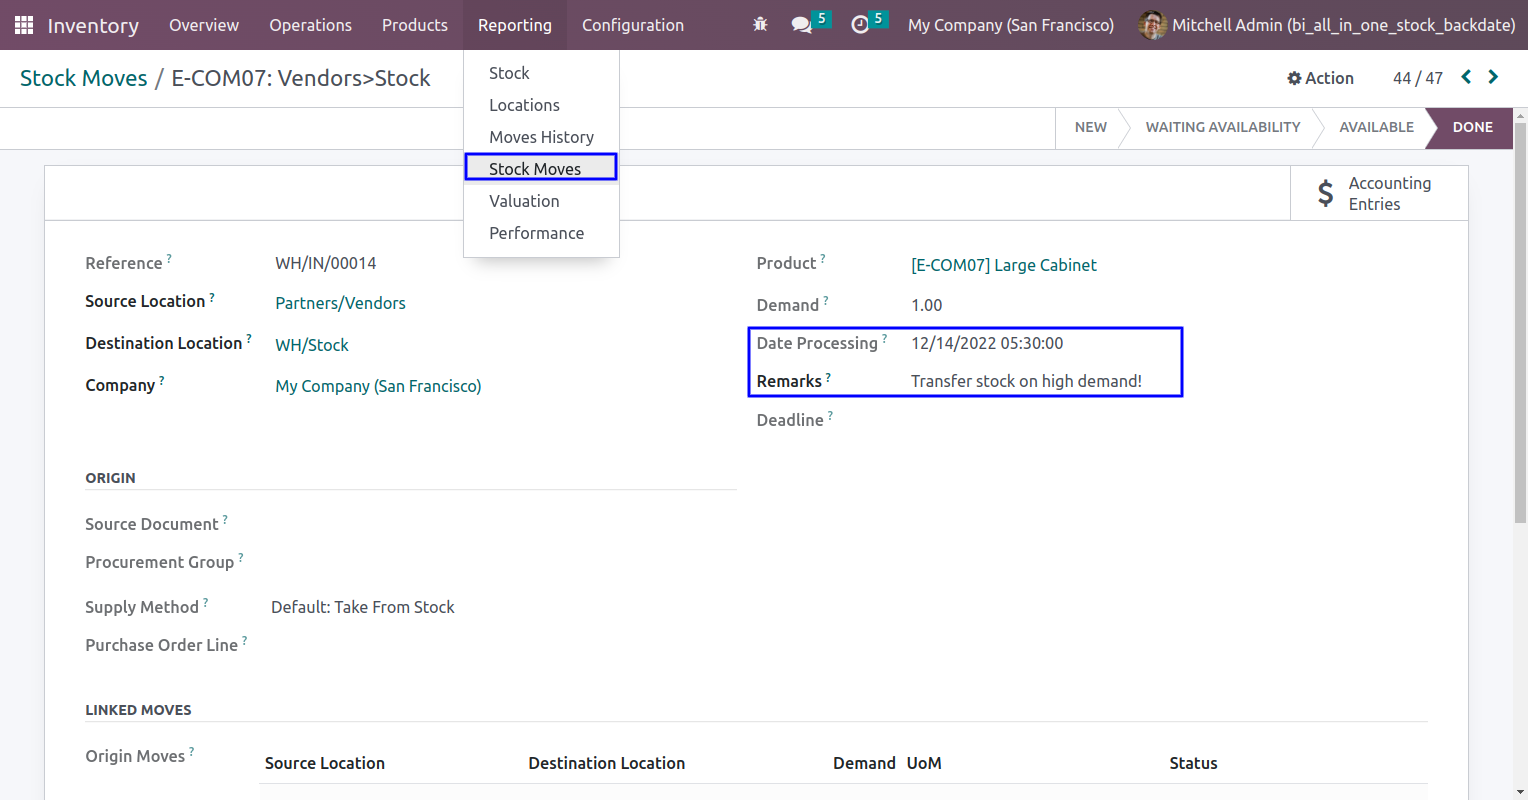 Inventory Overview Operations Products Reporting Configuration 5 5 My Company (San Francisco) Mitchell Admin (bi_all_in_one_stock_backdate)
Stock Moves / E-COM07: Vendors>Stock
Action 44 / 47
Stock
Locations
Moves History
Stock Moves
Valuation
Performance
NEW WAITING AVAILABILITY AVAILABLE DONE
$ Accounting
Entries
Reference ? WH/IN/00014
Source Location ? Partners/Vendors
Destination Location ? WH/Stock
Company ? My Company (San Francisco)
Product ? [E-COM07] Large Cabinet
Demand ? 1.00
Date Processing ? 12/14/2022 05:30:00
Remarks ? Transfer stock on high demand!
Deadline ?
ORIGIN
Source Document ?
Procurement Group ?
Supply Method ? Default: Take From Stock
Purchase Order Line ?
LINKED MOVES
Origin Moves ?
Source Location Destination Location Demand UoM Status